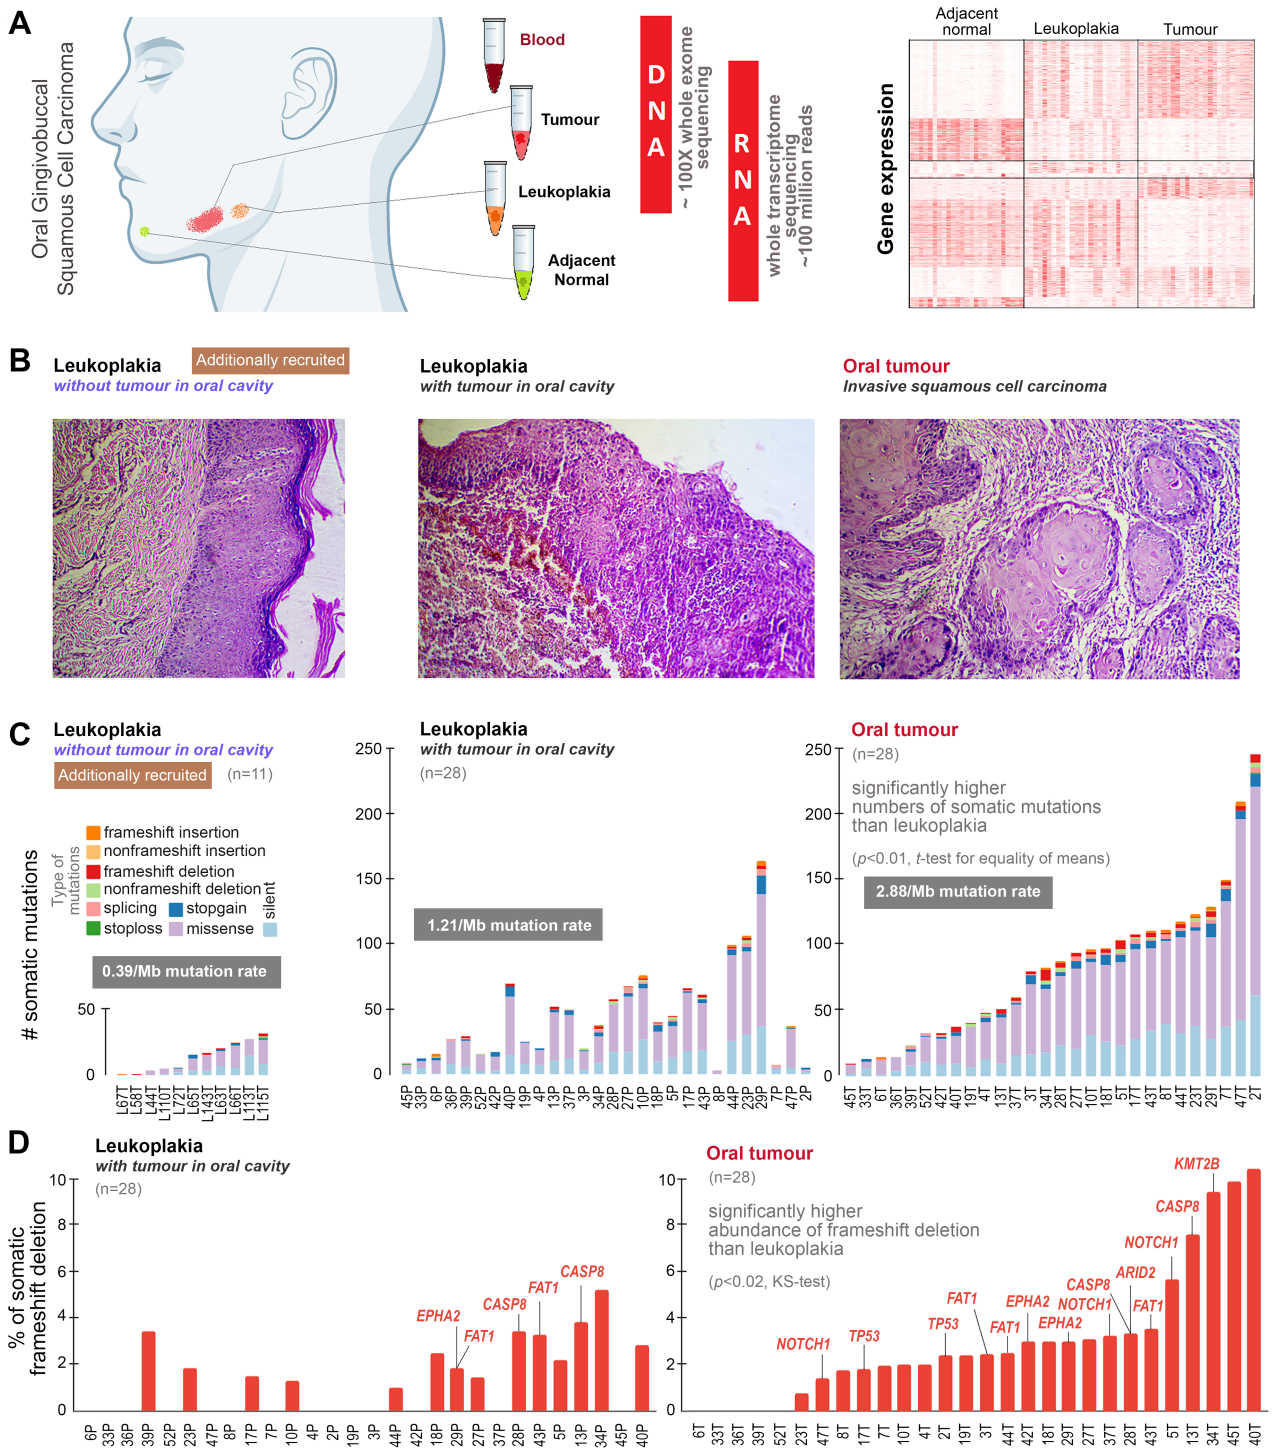 A
Oral Gingivobuccal
Squamous Cell Carcinoma
Blood
Tumour
Leukoplakia
Adjacent
Normal
DNA
~ 100X whole exome
sequencing
RNA
whole transcriptome
sequencing
~100 million reads
Gene expression
Adjacent
normal
Leukoplakia
Tumour
B
Leukoplakia
without tumour in oral cavity
Additionally recruited
Leukoplakia
with tumour in oral cavity
Oral tumour
Invasive squamous cell carcinoma
C
# somatic mutations
Leukoplakia
without tumour in oral cavity
Additionally recruited
(n=11)
Type of
mutations
frameshift insertion
nonframeshift insertion
frameshift deletion
nonframeshift deletion
splicing
stopgain
stoploss
missense
silent
0.39/Mb mutation rate
50
0
L67T
L58T
L44T
L110T
L72T
L65T
L143T
L63T
L66T
L113T
L115T
Leukoplakia
with tumour in oral cavity
(n=28)
1.21/Mb mutation rate
250
200
150
100
50
0
45P
33P
6P
36P
39P
52P
42P
40P
19P
4P
13P
37P
3P
34P
28P
27P
10P
18P
5P
17P
43P
8P
44P
23P
29P
7P
47P
2P
Oral tumour
(n=28)
significantly higher
numbers of somatic mutations
than leukoplakia
(p<0.01, t-test for equality of means)
2.88/Mb mutation rate
250
200
150
100
50
0
45T
33T
6T
36T
39T
52T
42T
40T
19T
4T
13T
37T
3T
34T
28T
27T
10T
18T
5T
17T
43T
8T
44T
23T
29T
7T
47T
2T
D
% of somatic
frameshift deletion
Leukoplakia
with tumour in oral cavity
(n=28)
10
8
6
4
2
0
EPHA2
FAT1
CASP8
FAT1
CASP8
6P
33P
36P
39P
52P
23P
47P
8P
17P
7P
10P
4P
2P
19P
3P
44P
42P
18P
29P
27P
37P
28P
43P
5P
13P
34P
45P
40P
Oral tumour
(n=28)
significantly higher
abundance of frameshift deletion
than leukoplakia
(p<0.02, KS-test)
10
8
6
4
2
0
NOTCH1
TP53
TP53
FAT1
FAT1
EPHA2
EPHA2
NOTCH1
CASP8
ARID2
FAT1
NOTCH1
CASP8
KMT2B
6T
33T
36T
39T
52T
23T
47T
8T
17T
7T
10T
4T
2T
19T
3T
44T
42T
18T
29T
27T
37T
28T
43T
5T
13T
34T
45T
40T